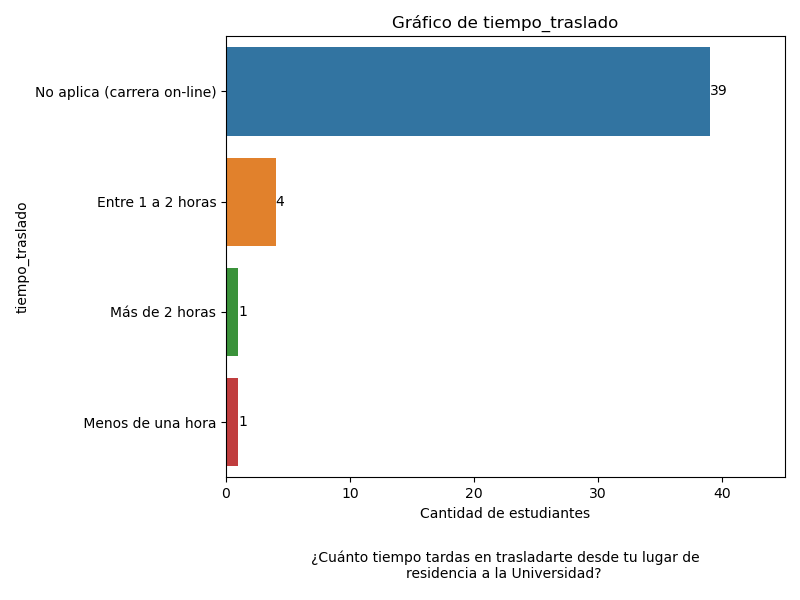 Gráfico de tiempo_traslado
No aplica (carrera on-line)
39
Entre 1 a 2 horas
4
Más de 2 horas
1
Menos de una hora
1
tiempo_traslado
0 10 20 30 40
Cantidad de estudiantes
¿Cuánto tiempo tardas en trasladarte desde tu lugar de
residencia a la Universidad?